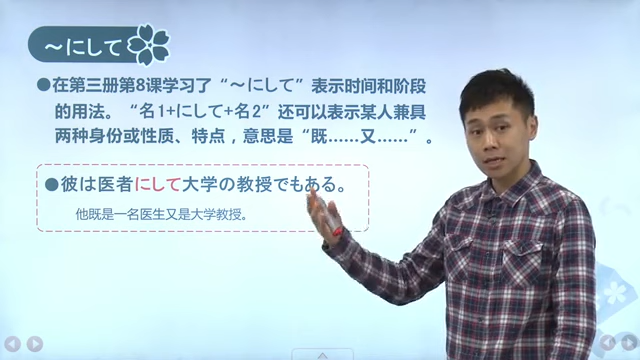 ～にして
●在第三册第8课学习了“～にして”表示时间和阶段
的用法。“名1+にして+名2”还可以表示某人兼具
两种身份或性质、特点，意思是“既……又……”。
●彼は医者にして大学の教授でもある。
他既是一名医生又是大学教授。